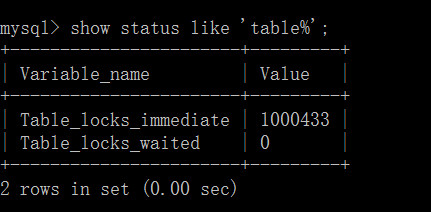 mysql> show status like 'table%';
+-----------------------+---------+
| Variable_name         | Value   |
+-----------------------+---------+
| Table_locks_immediate | 1000433 |
| Table_locks_waited    | 0       |
+-----------------------+---------+
2 rows in set (0.00 sec)